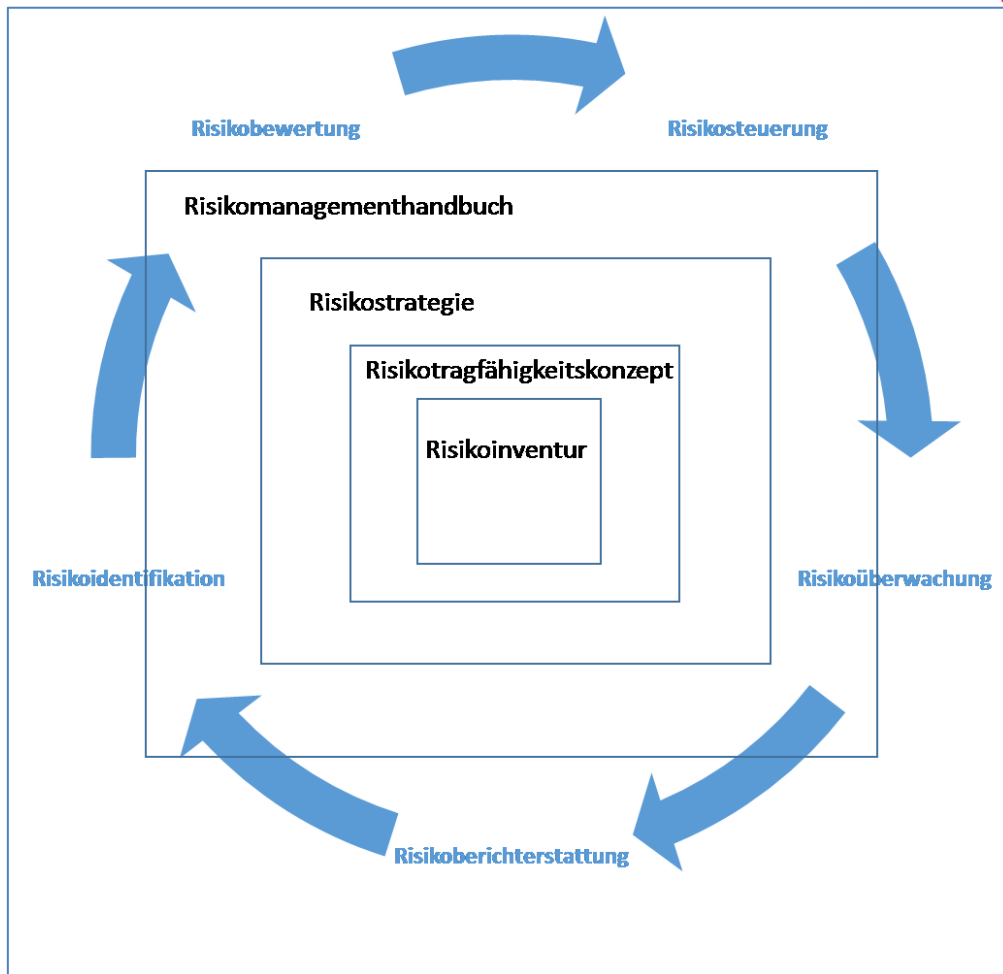 Risikobewertung
Risikosteuerung
Risikomanagementhandbuch
Risikostrategie
Risikotragfähigkeitskonzept
Risikoinventur
Risikoidentifikation
Risikoüberwachung
Risikoberichterstattung